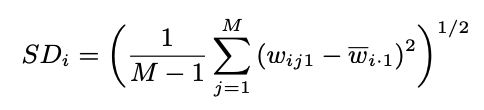 $SD_i = \left( \frac{1}{M-1} \sum_{j=1}^{M} (w_{ij1} - \overline{w}_{i \cdot 1})^2 \right)^{1/2}$